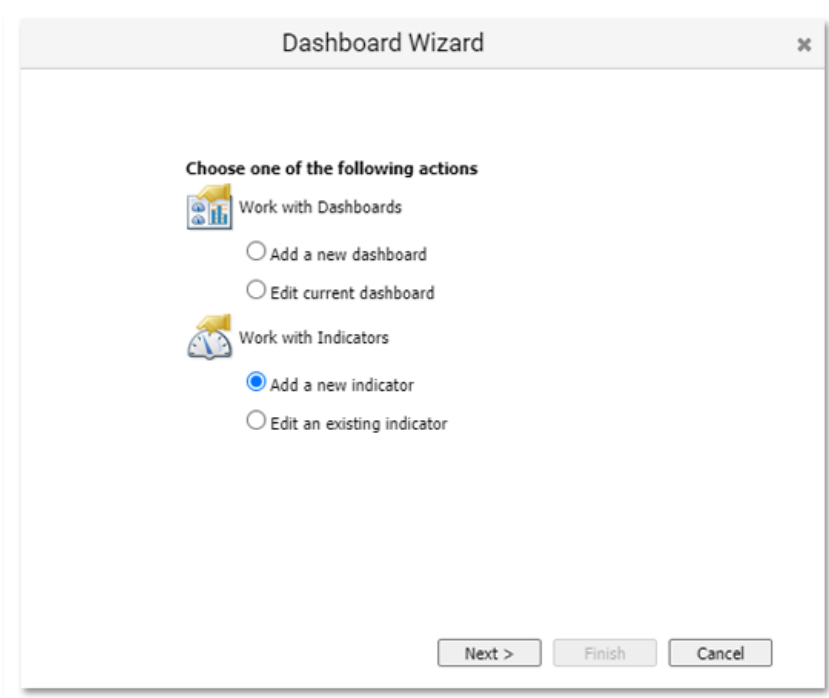 Dashboard Wizard
Choose one of the following actions
Work with Dashboards
Add a new dashboard
Edit current dashboard
Work with Indicators
Add a new indicator
Edit an existing indicator
Next > Finish Cancel